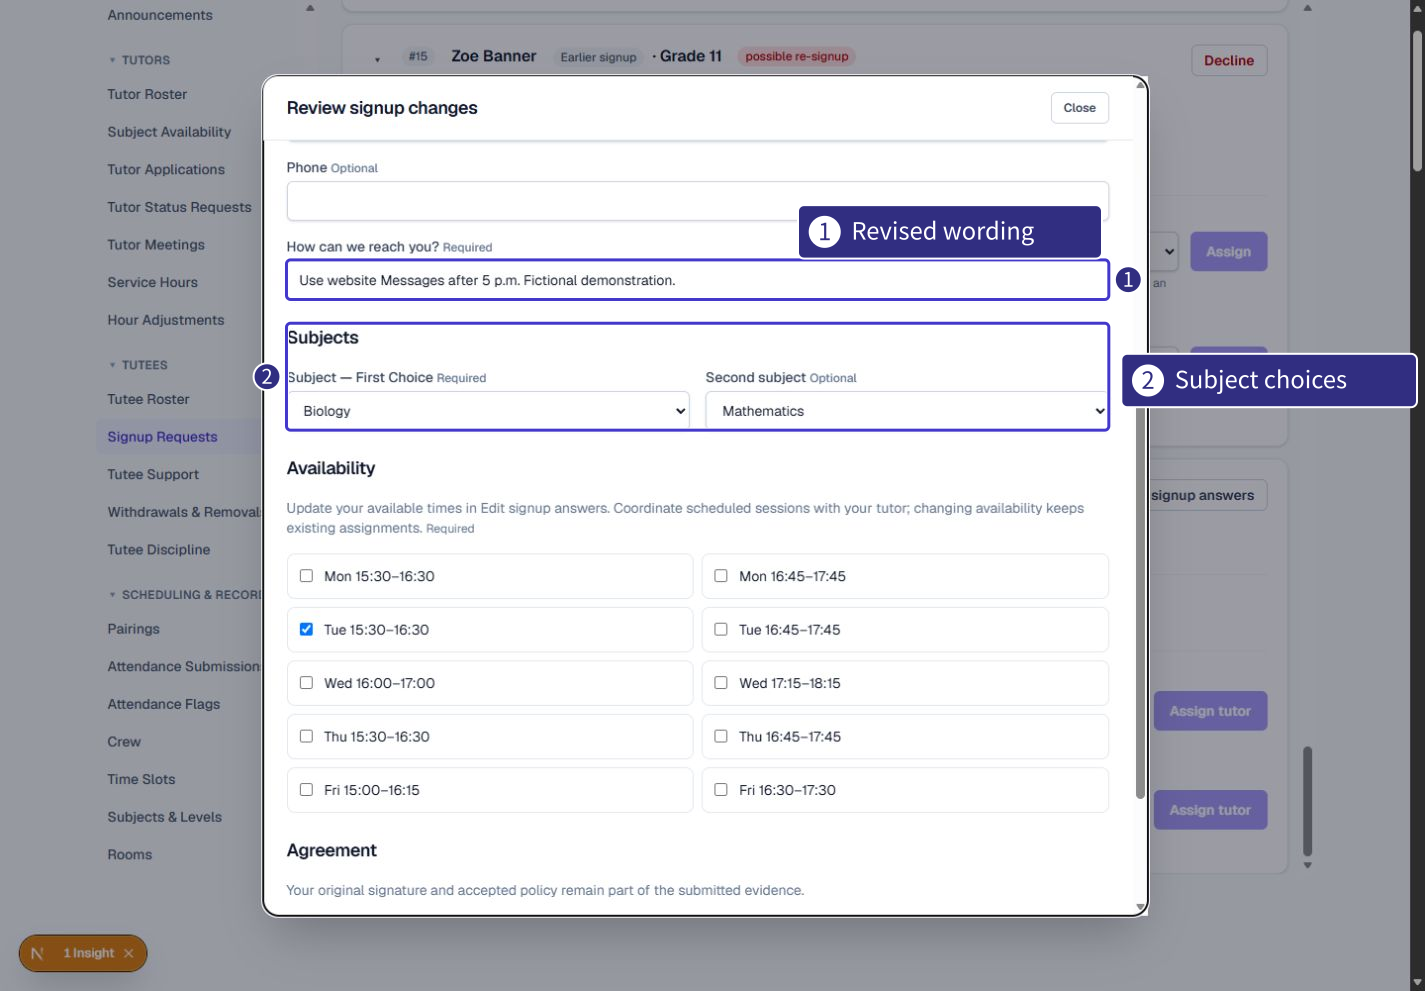 Announcements
TUTORS
Tutor Roster
Subject Availability
Tutor Applications
Tutor Status Requests
Tutor Meetings
Service Hours
Hour Adjustments
TUTEES
Tutee Roster
Signup Requests
Tutee Support
Withdrawals & Removals
Tutee Discipline
SCHEDULING & RECOR
Pairings
Attendance Submission
Attendance Flags
Crew
Time Slots
Subjects & Levels
Rooms
N 1 Insight ×
#15 Zoe Banner Earlier signup · Grade 11 possible re-signup
Decline
Review signup changes
Close
Phone Optional
1 Revised wording
How can we reach you? Required
Use website Messages after 5 p.m. Fictional demonstration.
1
Subjects
2
Subject — First Choice Required
Second subject Optional
Biology
Mathematics
2 Subject choices
Availability
Update your available times in Edit signup answers. Coordinate scheduled sessions with your tutor; changing availability keeps
existing assignments. Required
Mon 15:30–16:30
Mon 16:45–17:45
Tue 15:30–16:30
Tue 16:45–17:45
Wed 16:00–17:00
Wed 17:15–18:15
Thu 15:30–16:30
Thu 16:45–17:45
Fri 15:00–16:15
Fri 16:30–17:30
Agreement
Your original signature and accepted policy remain part of the submitted evidence.
Assign
an
signup answers
Assign tutor
Assign tutor